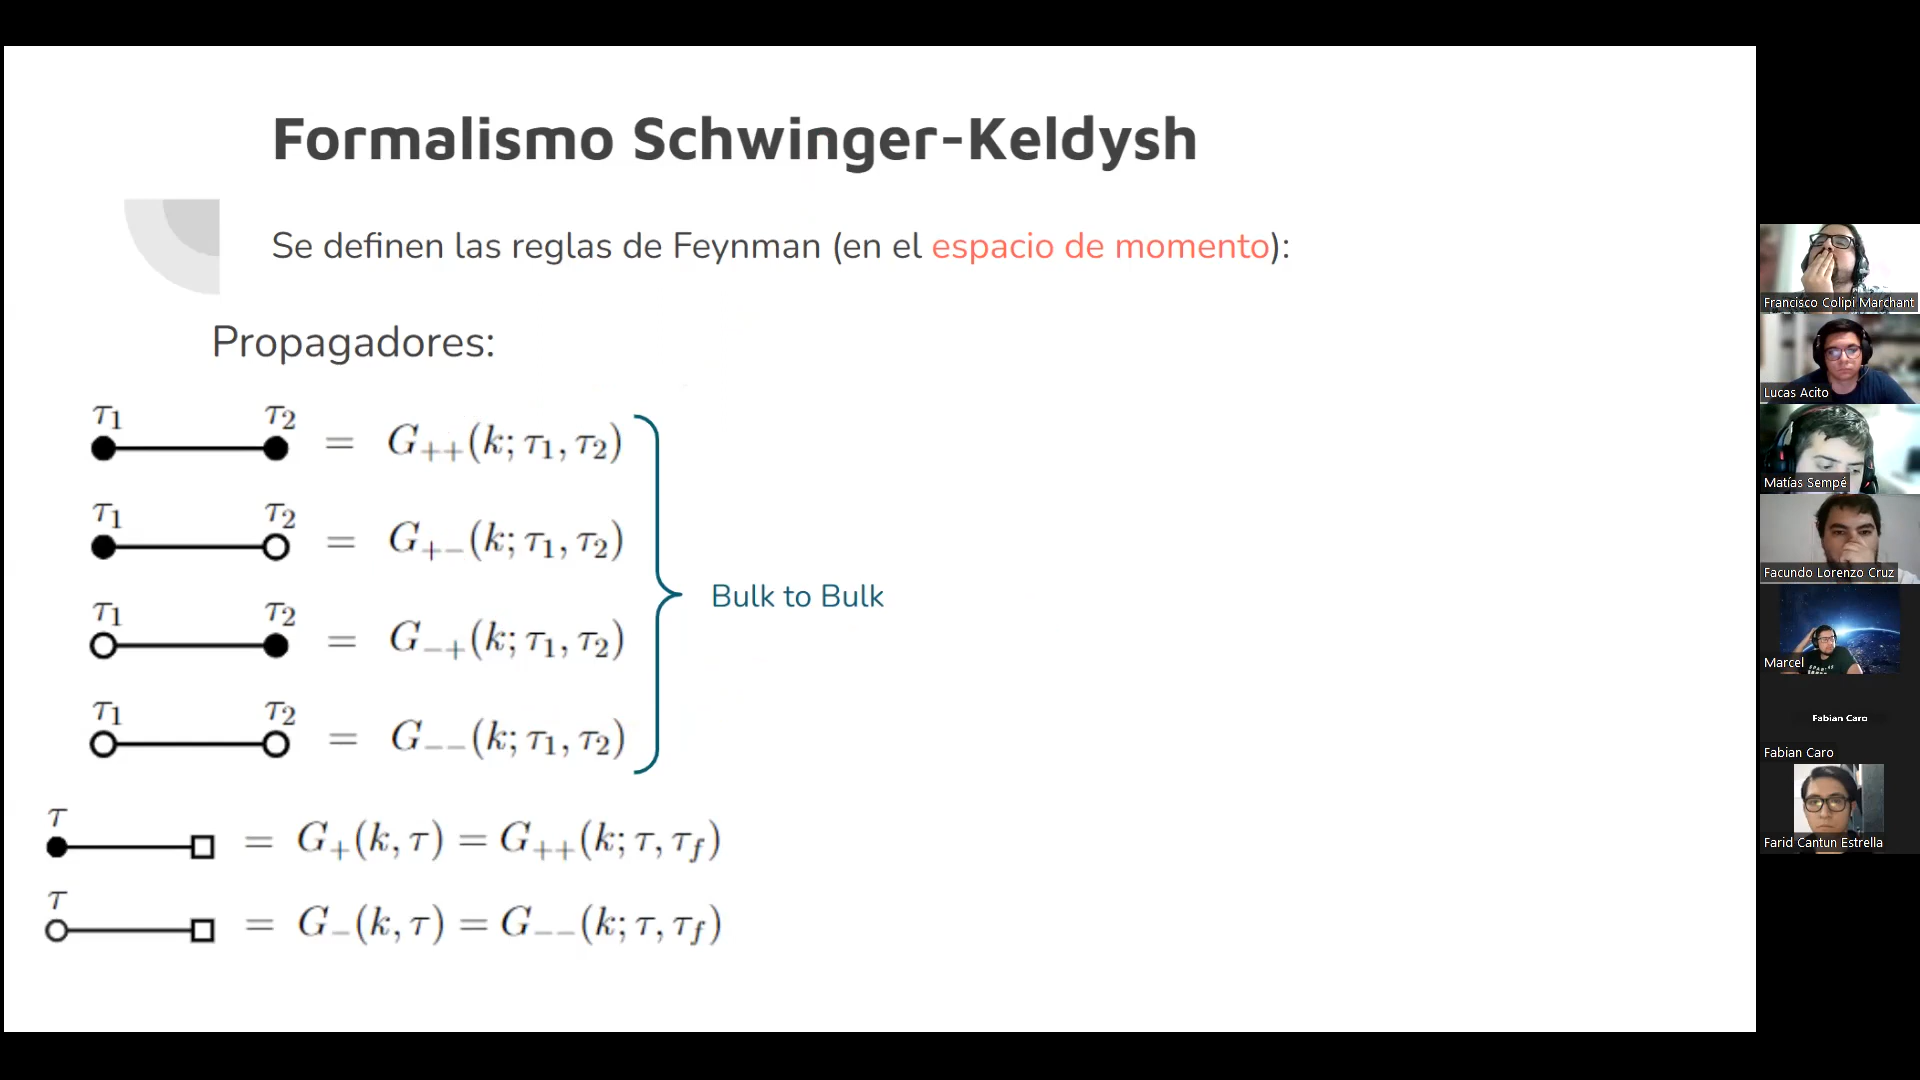 Formalismo Schwinger-Keldysh
Se definen las reglas de Feynman (en el espacio de momento):
Propagadores:
τ₁ τ₂ = G₊₊(k; τ₁, τ₂)
τ₁ τ₂ = G₊₋(k; τ₁, τ₂)
Bulk to Bulk
τ₁ τ₂ = G₋₊(k; τ₁, τ₂)
τ₁ τ₂ = G₋₋(k; τ₁, τ₂)
τ = G₊(k, τ) = G₊₊(k; τ, τ_f)
τ = G₋(k, τ) = G₋₋(k; τ, τ_f)
Francisco Colipi Marchant
Lucas Acito
Matías Sempé
Facundo Lorenzo Cruz
Marcel
Fabian Caro
Fabian Caro
Farid Cantun Estrella